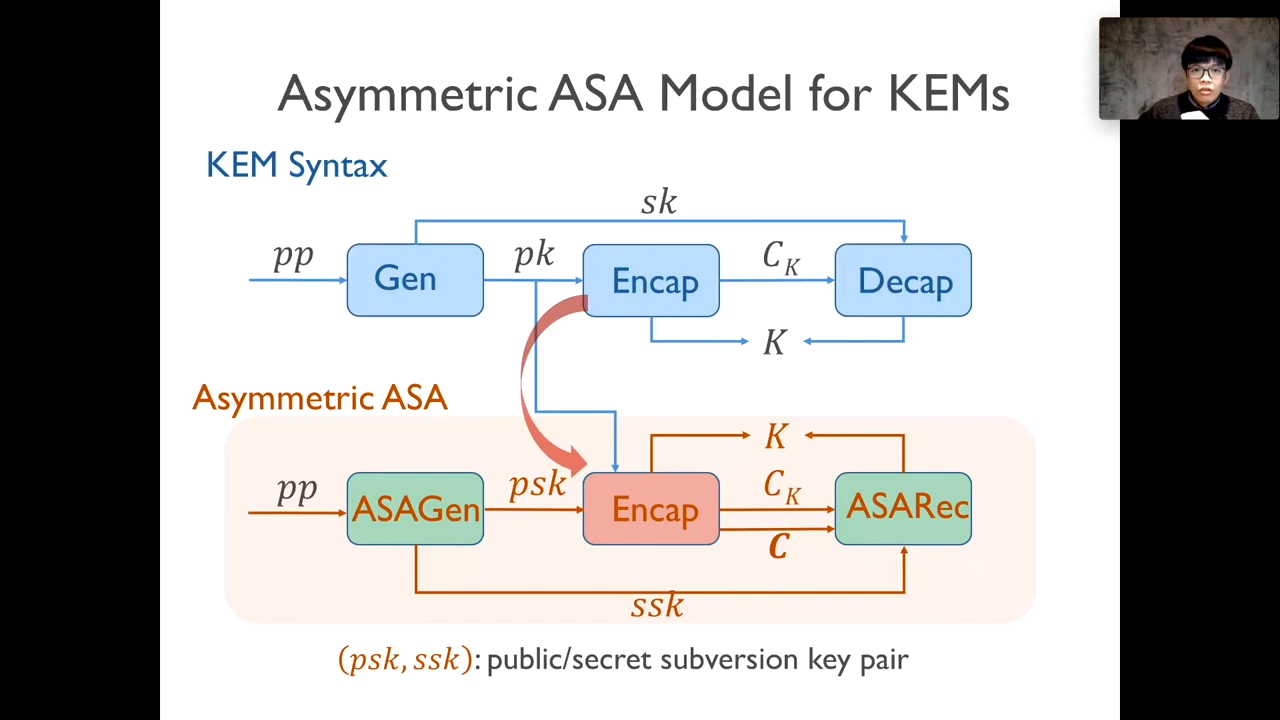 Asymmetric ASA Model for KEMs
KEM Syntax
sk
pp
Gen
pk
Encap
C_K
Decap
K
Asymmetric ASA
K
pp
ASAGen
psk
Encap
C_K
C
ASARec
ssk
(psk, ssk): public/secret subversion key pair